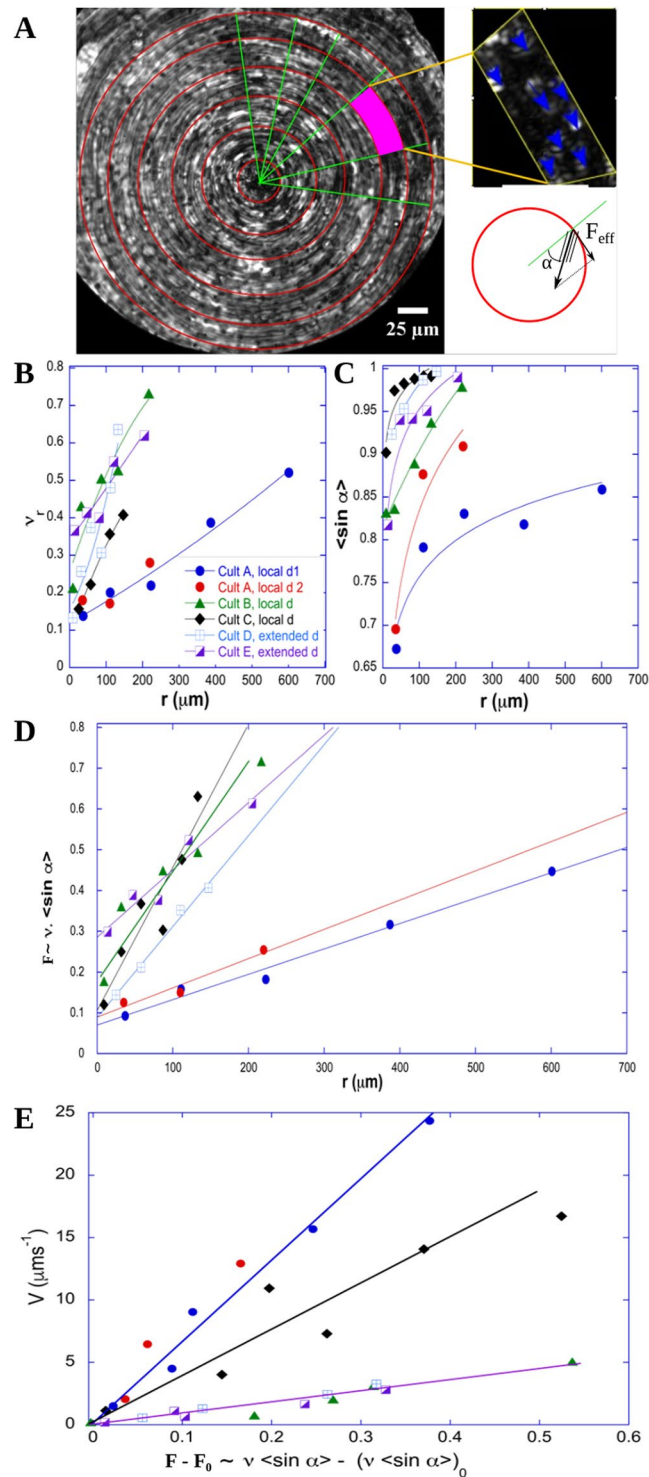 A
25 µm
α
F eff
B
0.8
0.7
0.6
0.5
0.4
0.3
0.2
0.1
0
ν r
0 100 200 300 400 500 600 700
r (µm)
Cult A, local d1
Cult A, local d 2
Cult B, local d
Cult C, local d
Cult D, extended d
Cult E, extended d
C
1
0.95
0.9
0.85
0.8
0.75
0.7
0.65
<sin α>
0 100 200 300 400 500 600 700
r (µm)
D
0.8
0.7
0.6
0.5
0.4
0.3
0.2
0.1
0
F~ ν. <sin α>
0 100 200 300 400 500 600 700
r (µm)
E
25
20
15
10
5
0
V (µms-1)
0 0.1 0.2 0.3 0.4 0.5 0.6
F - F0 ~ ν <sin α> - (ν <sin α>)0